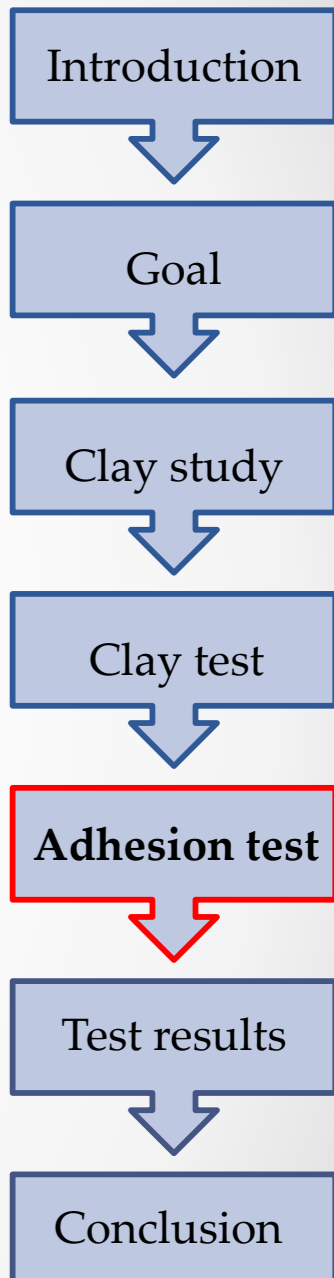 Introduction
Goal
Clay study
Clay test
Adhesion test
Test results
Conclusion